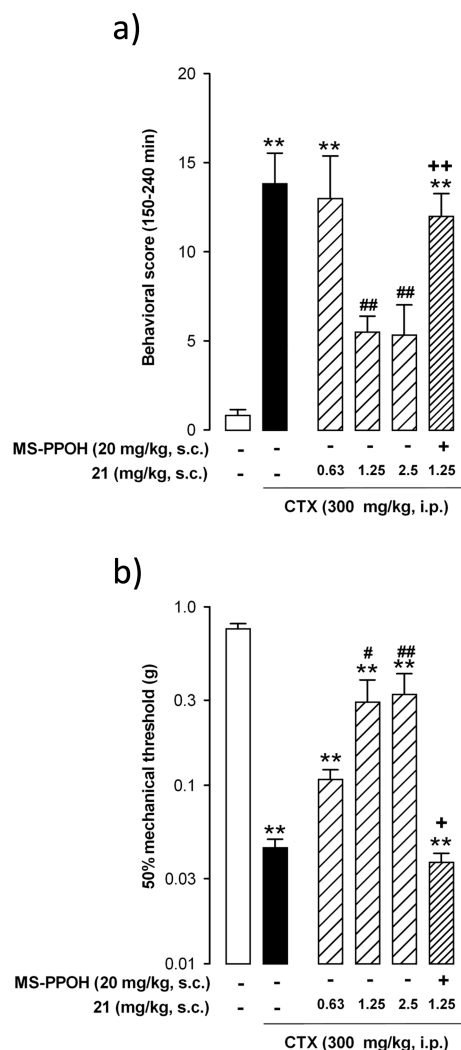 a)
20
15
10
5
0
Behavioral score (150-240 min)
**
**
##
##
++
**
MS-PPOH (20 mg/kg, s.c.) - - - - - +
21 (mg/kg, s.c.) - - 0.63 1.25 2.5 1.25
CTX (300 mg/kg, i.p.)
b)
1.0
0.3
0.1
0.03
0.01
50% mechanical threshold (g)
**
**
#
**
##
**
+
**
MS-PPOH (20 mg/kg, s.c.) - - - - - +
21 (mg/kg, s.c.) - - 0.63 1.25 2.5 1.25
CTX (300 mg/kg, i.p.)